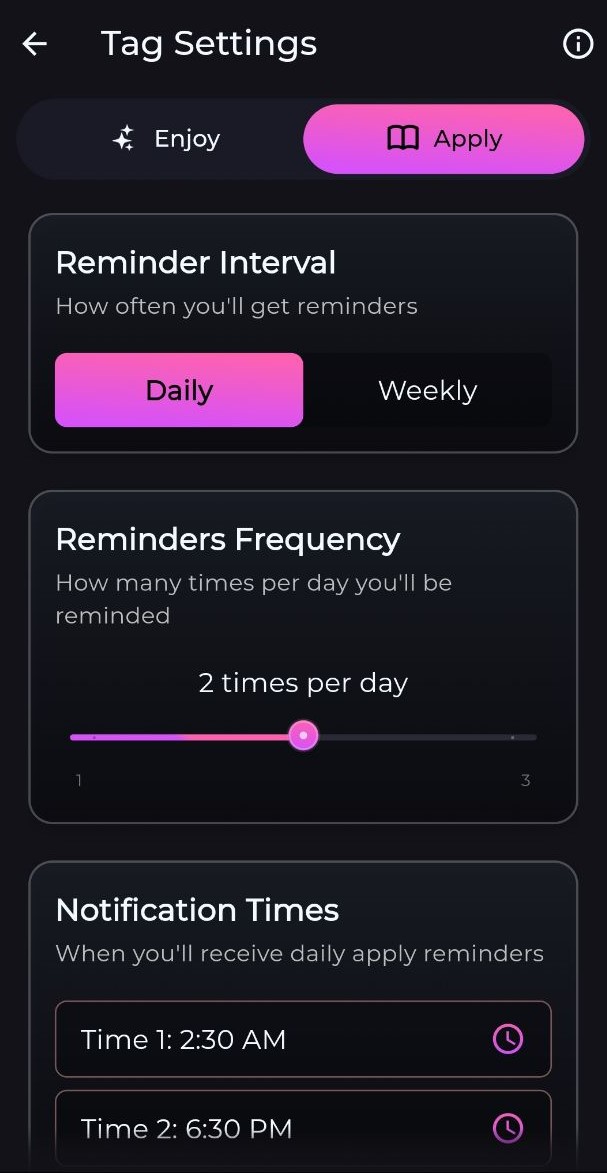 Tag Settings
Enjoy
Apply
Reminder Interval
How often you'll get reminders
Daily
Weekly
Reminders Frequency
How many times per day you'll be
reminded
2 times per day
1
3
Notification Times
When you'll receive daily apply reminders
Time 1: 2:30 AM
Time 2: 6:30 PM